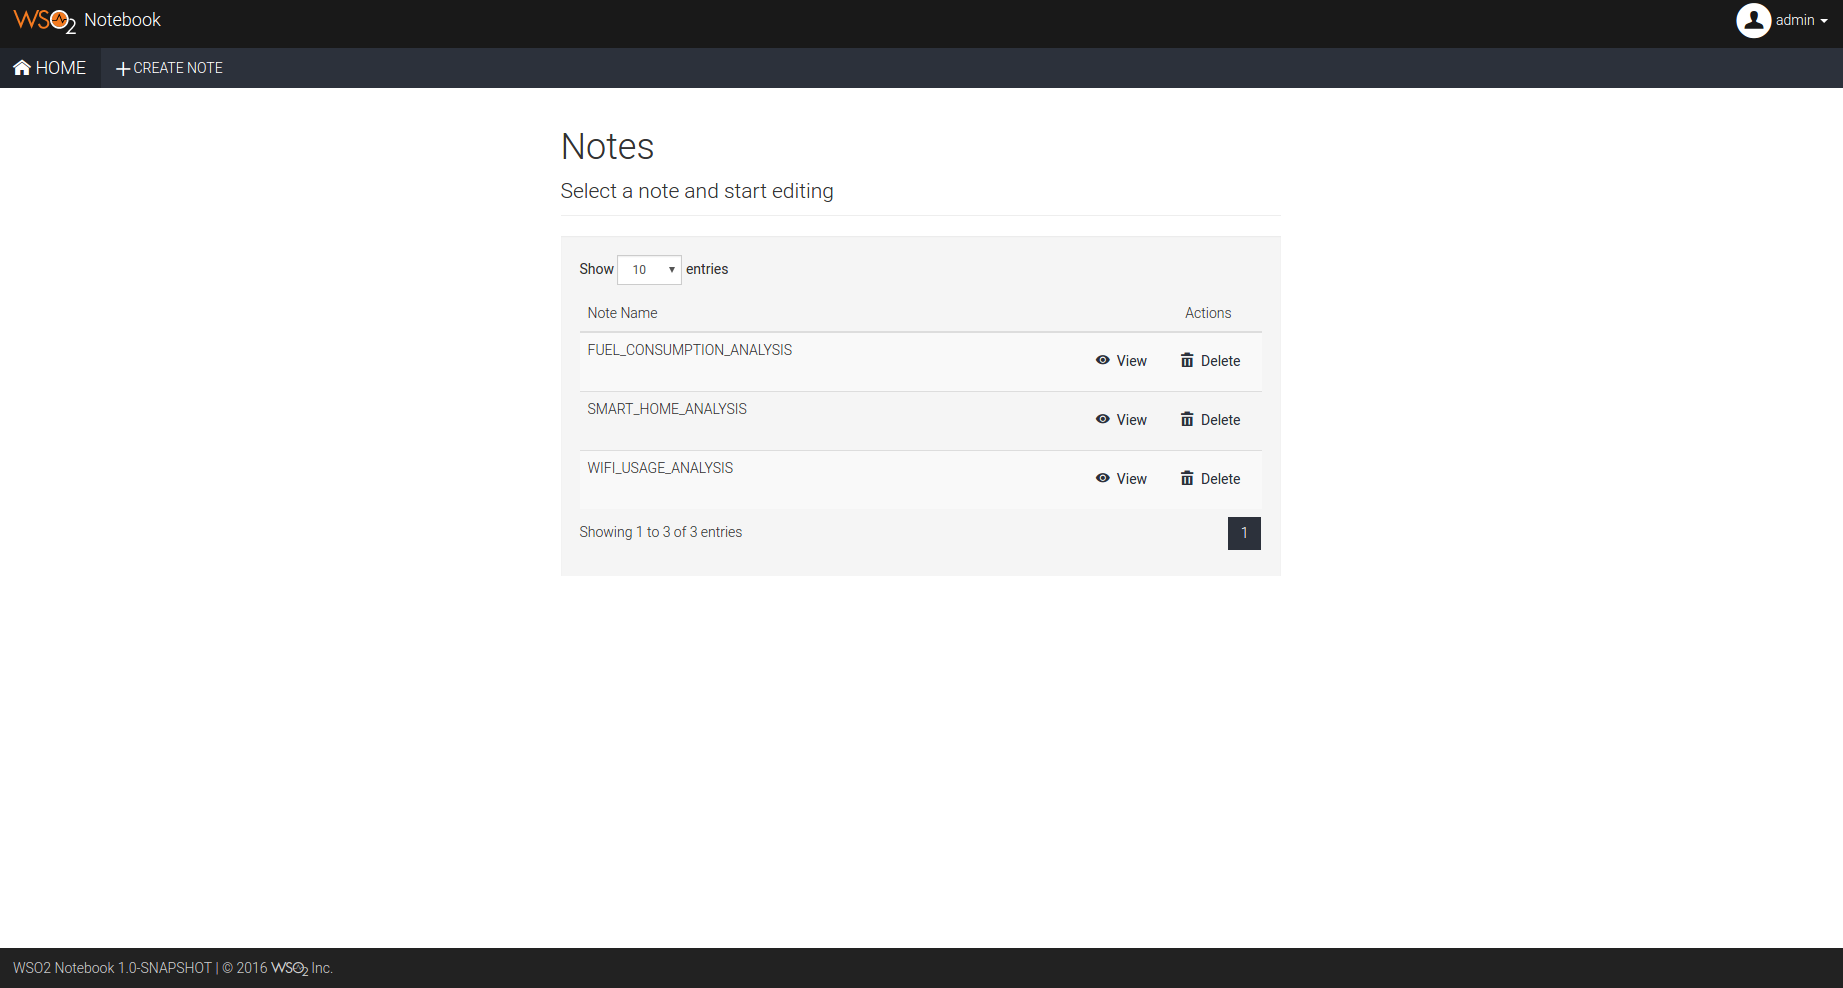 WSO2 Notebook
admin
HOME
CREATE NOTE
Notes
Select a note and start editing
Show 10 entries
Note Name Actions
FUEL_CONSUMPTION_ANALYSIS View Delete
SMART_HOME_ANALYSIS View Delete
WIFI_USAGE_ANALYSIS View Delete
Showing 1 to 3 of 3 entries 1
WSO2 Notebook 1.0-SNAPSHOT | © 2016 WSO2 Inc.